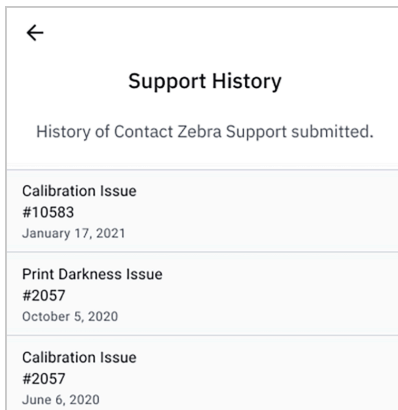 Support History
History of Contact Zebra Support submitted.
Calibration Issue
#10583
January 17, 2021
Print Darkness Issue
#2057
October 5, 2020
Calibration Issue
#2057
June 6, 2020